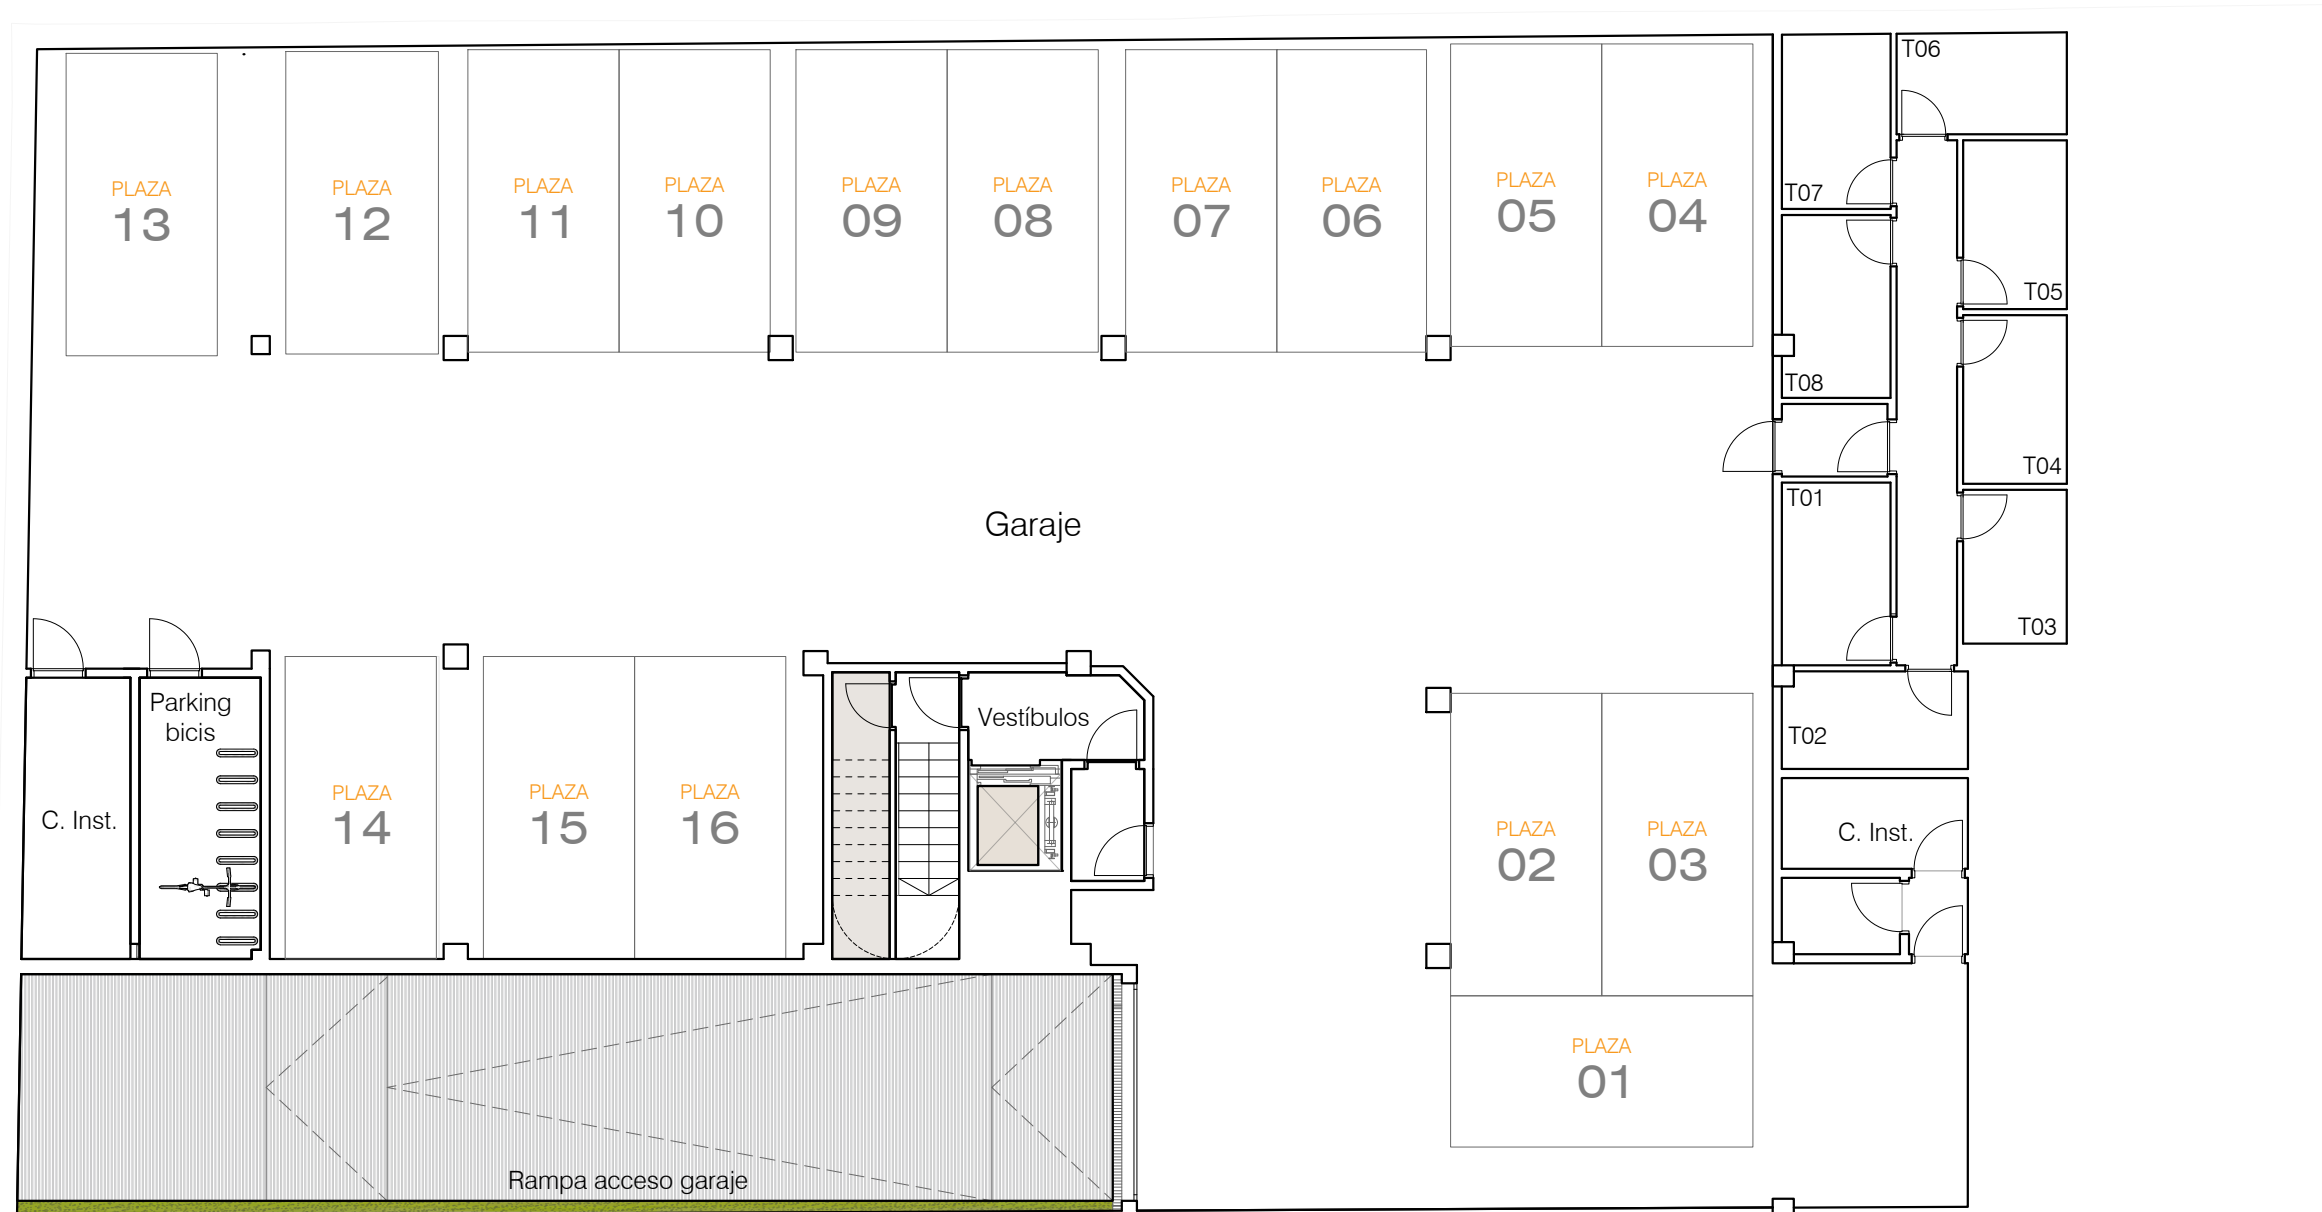 T06
PLAZA
13
PLAZA
12
PLAZA
11
PLAZA
10
PLAZA
09
PLAZA
08
PLAZA
07
PLAZA
06
PLAZA
05
PLAZA
04
T07
T05
T08
T04
T01
Garaje
T03
Parking
bicis
Vestíbulos
T02
C. Inst.
PLAZA
14
PLAZA
15
PLAZA
16
PLAZA
02
PLAZA
03
C. Inst.
PLAZA
01
Rampa acceso garaje